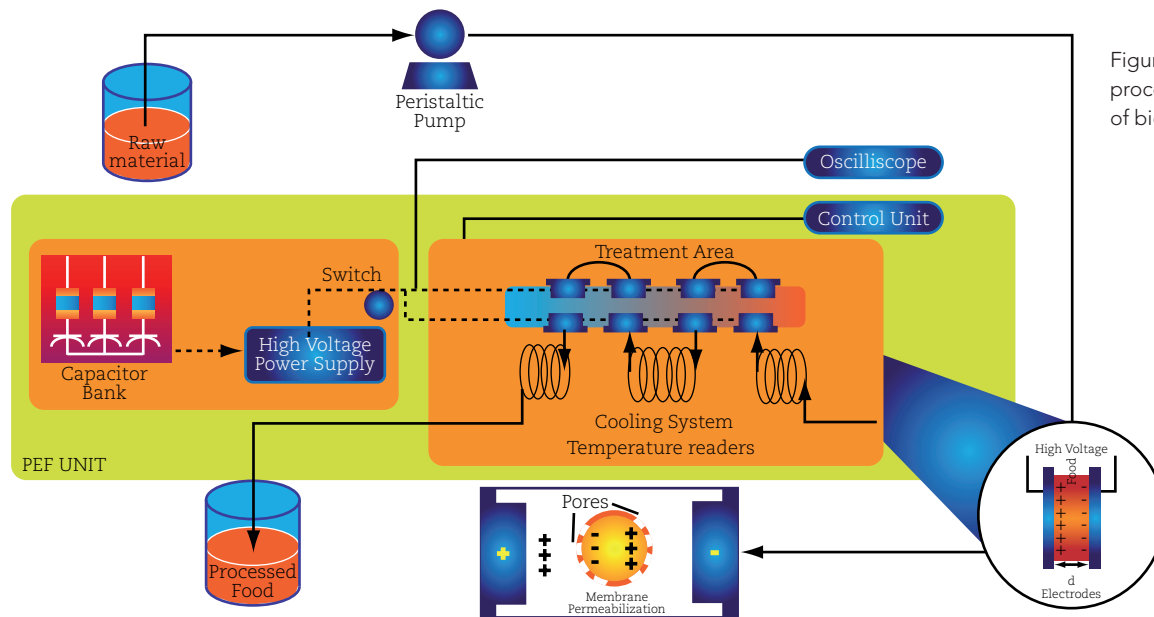 Figur
proce
of bi
Peristaltic
Pump
Raw
material
Oscilliscope
Control Unit
Treatment Area
Switch
High Voltage
Power Supply
Capacitor
Bank
Cooling System
Temperature readers
PEF UNIT
High Voltage
Food
+ -
+ -
+ -
+ -
+ -
+ -
d
Electrodes
Pores
+
+
+
+
-
-
-
+
+
+
-
Membrane
Permeabilization
Processed
Food